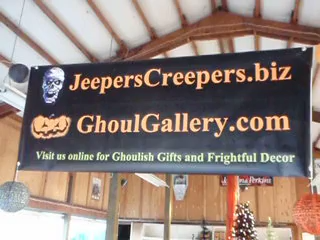 JeepersCreepers.biz
GhoulGallery.com
Visit us online for Ghoulish Gifts and Frightful Decor